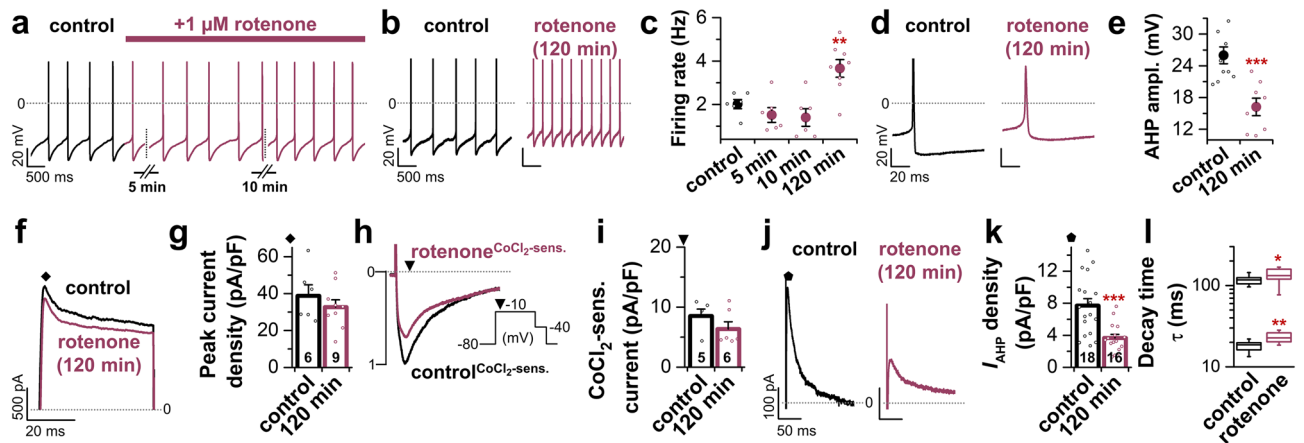 a
control
+1 µM rotenone
0
20 mV
500 ms
5 min
10 min
b
control
rotenone
(120 min)
0
20 mV
500 ms
c
Firing rate (Hz)
6
4
2
**
control
5 min
10 min
120 min
d
control
rotenone
(120 min)
0
20 mV
20 ms
e
AHP ampl. (mV)
32
28
24
20
16
12
***
control
120 min
f
control
rotenone
(120 min)
500 pA
0
20 ms
g
Peak current
density (pA/pF)
60
40
20
0
6
9
control
120 min
h
rotenone CoCl2-sens.
0
1
-10
-40
-80
(mV)
control CoCl2-sens.
i
CoCl2-sens.
current (pA/pF)
20
15
10
5
0
5
6
control
120 min
j
control
rotenone
(120 min)
100 pA
0
50 ms
k
IAHP density
(pA/pF)
12
8
4
0
***
18
16
control
120 min
l
Decay time
τ (ms)
100
10
*
**
control
rotenone